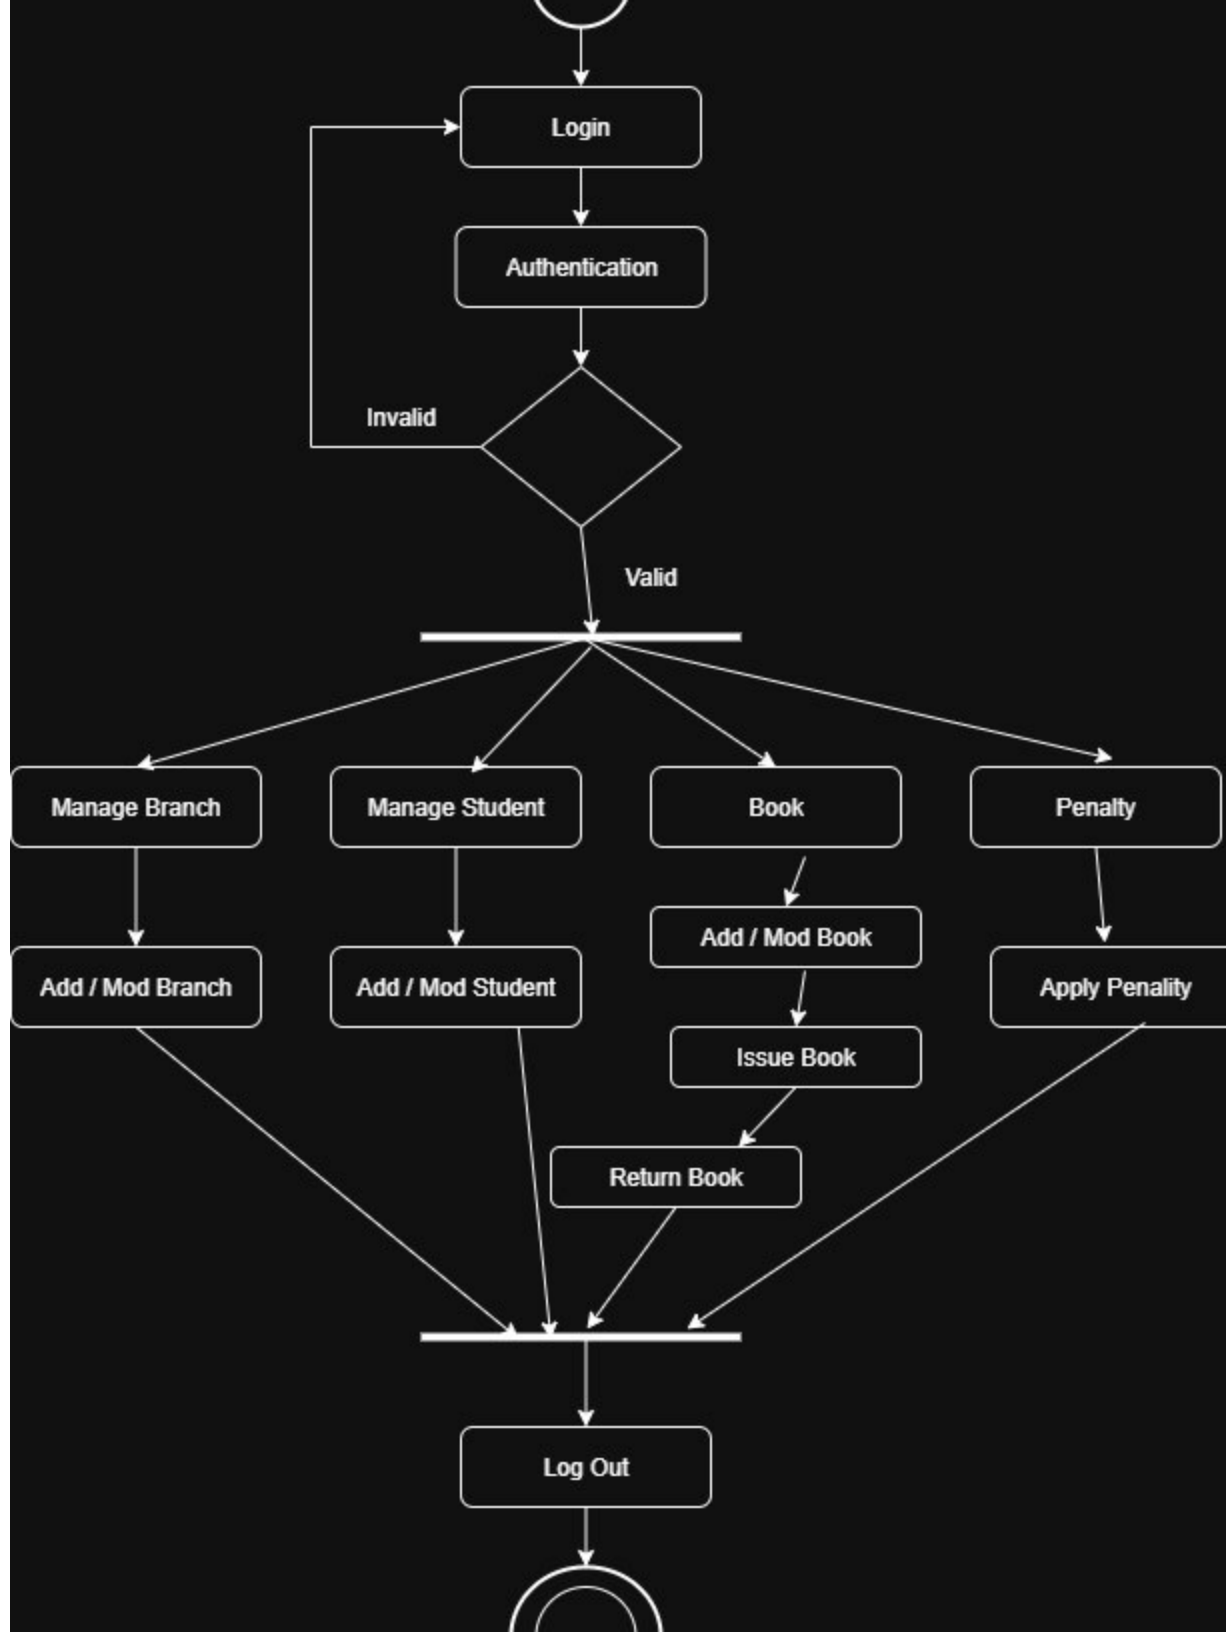 Login
Authentication
Invalid
Valid
Manage Branch
Manage Student
Book
Penalty
Add / Mod Book
Add / Mod Branch
Add / Mod Student
Apply Penality
Issue Book
Return Book
Log Out